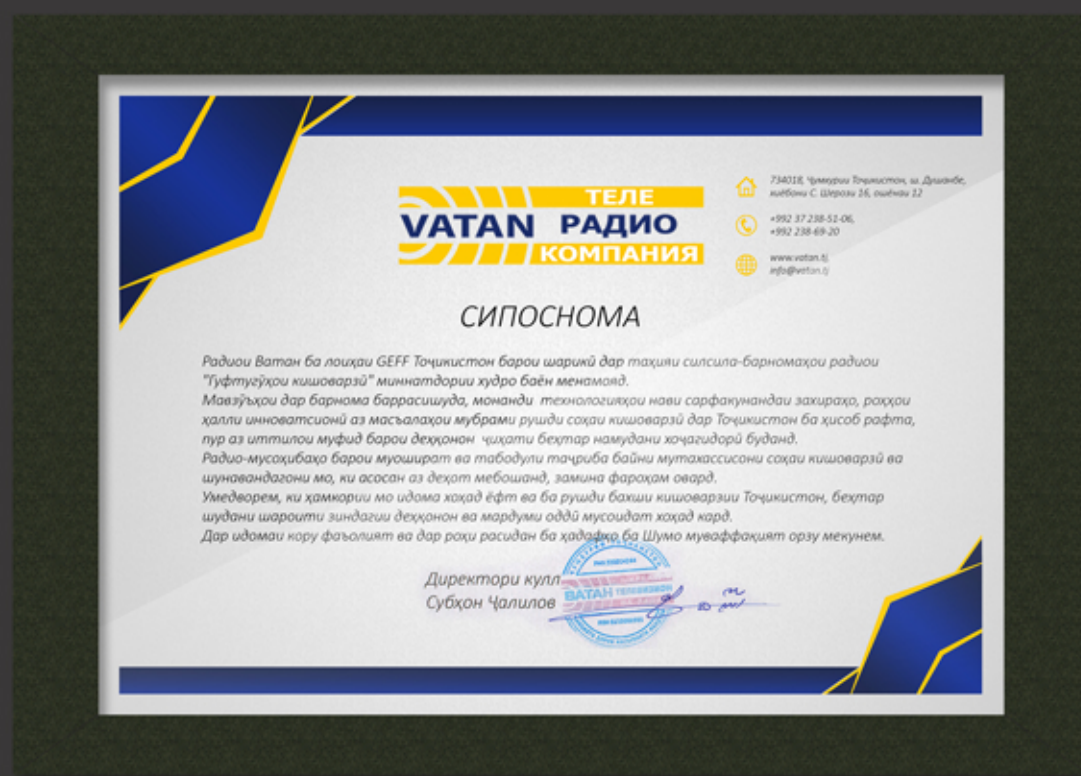 ТЕЛЕ
VATAN РАДИО
КОМПАНИЯ
734018, Ҷумҳурии Тоҷикистон, ш. Душанбе,
хиёбони С. Шерози 16, ошёнаи 12
+992 37 238-51-06,
+992 238-69-20
www.vatan.tj
info@vatan.tj
СИПОСНОМА
Радиои Ватан ба лоиҳаи GEFF Тоҷикистон барои шарикӣ дар таҳияи силсила-барномаҳои радиои
"Гуфтугӯҳои кишоварзӣ" миннатдории худро баён менамояд.
Мавзӯъҳои дар барнома баррасишуда, монанди технологияҳои нави сарфакунандаи захираҳо, роҳҳои
ҳалли инноватсионӣ аз масъалаҳои мубрами рушди соҳаи кишоварзӣ дар Тоҷикистон ба ҳисоб рафта,
пур аз иттилои муфид барои деҳқонон ҷиҳати беҳтар намудани хоҷагидорӣ буданд.
Радио-мусоҳибаҳо барои муошират ва табодули таҷриба байни мутахассисони соҳаи кишоварзӣ ва
шунавандагони мо, ки асосан аз деҳот мебошанд, замина фароҳам овард.
Умедворем, ки ҳамкории мо идома хоҳад ёфт ва ба рушди бахши кишоварзии Тоҷикистон, беҳтар
шудани шароити зиндагии деҳқонон ва мардуми оддӣ мусоидат хоҳад кард.
Дар идомаи кору фаъолият ва дар роҳи расидан ба ҳадафҳо ба Шумо муваффақият орзу мекунем.
Директори кулл
Субҳон Ҷалилов
ВАТАН